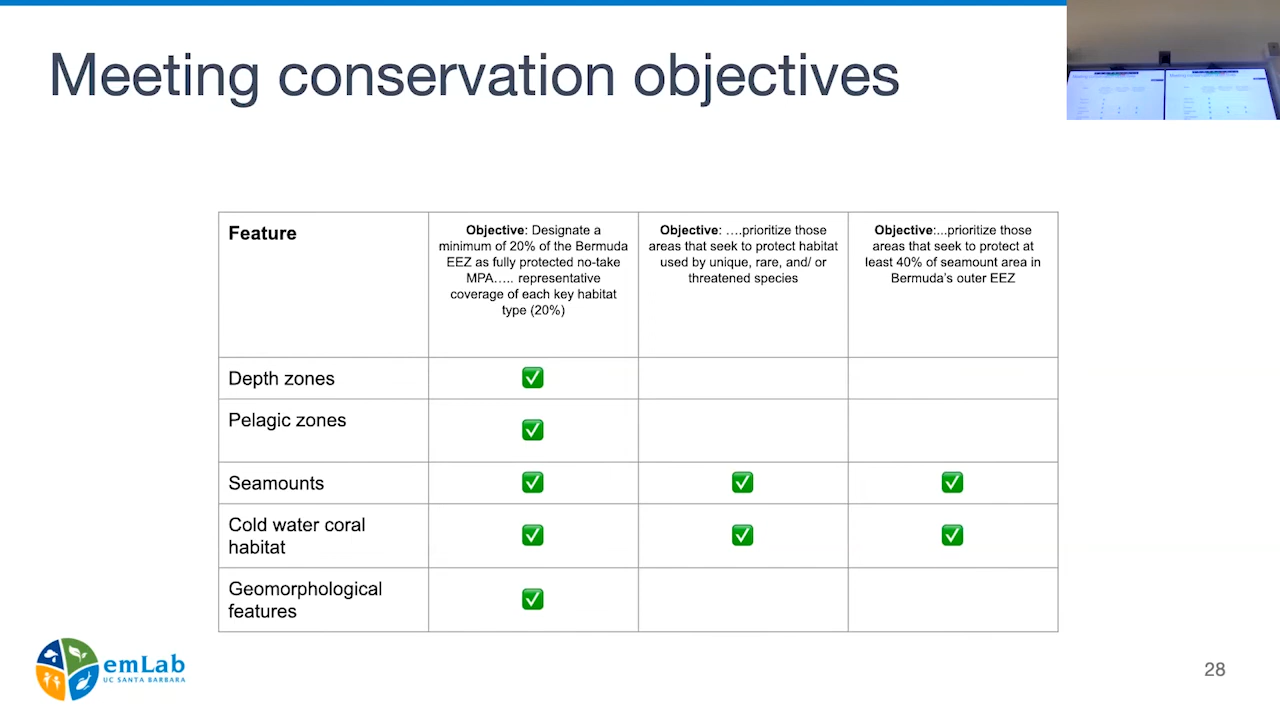 Meeting conservation objectives
Feature
Objective: Designate a
minimum of 20% of the Bermuda
EEZ as fully protected no-take
MPA….. representative
coverage of each key habitat
type (20%)
Objective: ….prioritize those
areas that seek to protect habitat
used by unique, rare, and/ or
threatened species
Objective:...prioritize those
areas that seek to protect at
least 40% of seamount area in
Bermuda's outer EEZ
Depth zones
Pelagic zones
Seamounts
Cold water coral
habitat
Geomorphological
features
emLab
UC SANTA BARBARA
28